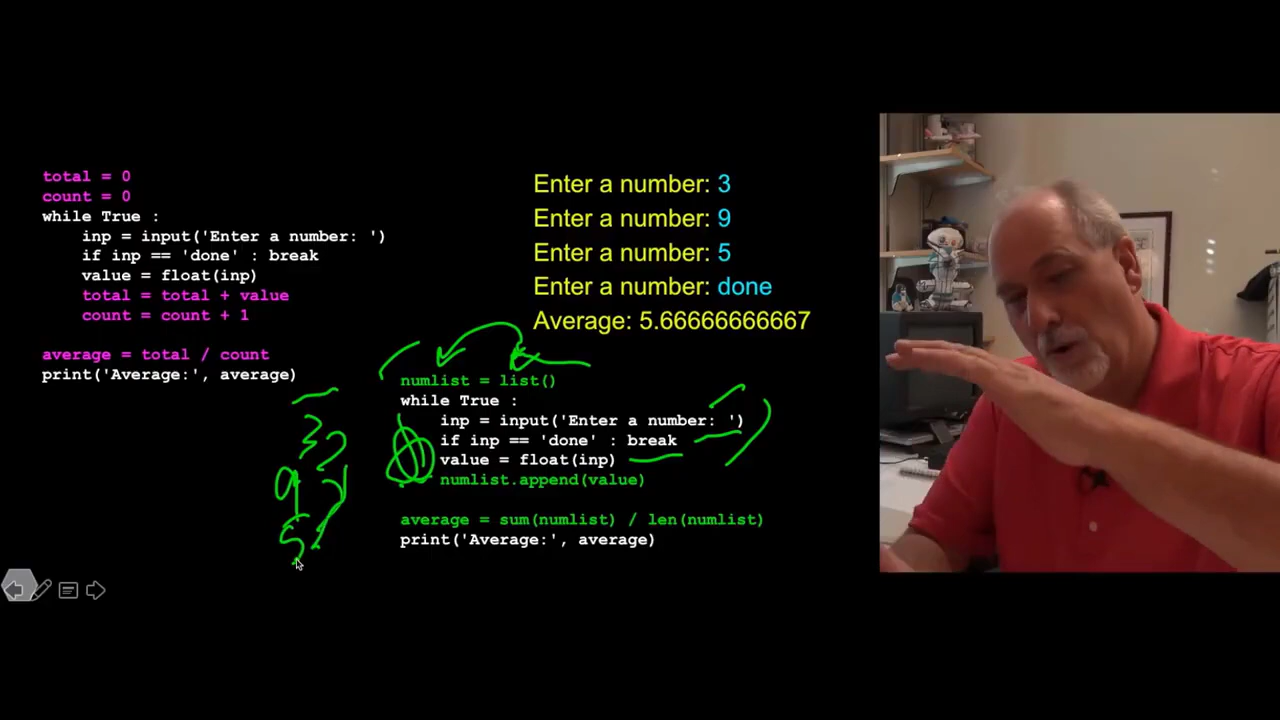 total = 0
count = 0
while True :
    inp = input('Enter a number: ')
    if inp == 'done' : break
    value = float(inp)
    total = total + value
    count = count + 1

average = total / count
print('Average:', average)
Enter a number: 3
Enter a number: 9
Enter a number: 5
Enter a number: done
Average: 5.66666666667
numlist = list()
while True :
    inp = input('Enter a number: ')
    if inp == 'done' : break
    value = float(inp)
    numlist.append(value)

average = sum(numlist) / len(numlist)
print('Average:', average)
3
9
5